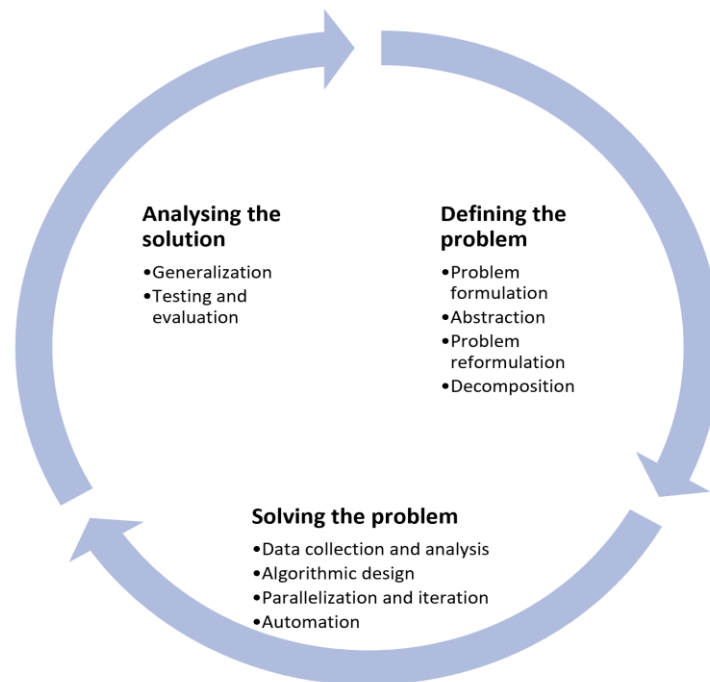 Analysing the
solution
•Generalization
•Testing and
evaluation
Defining the
problem
•Problem
formulation
•Abstraction
•Problem
reformulation
•Decomposition
Solving the problem
•Data collection and analysis
•Algorithmic design
•Parallelization and iteration
•Automation